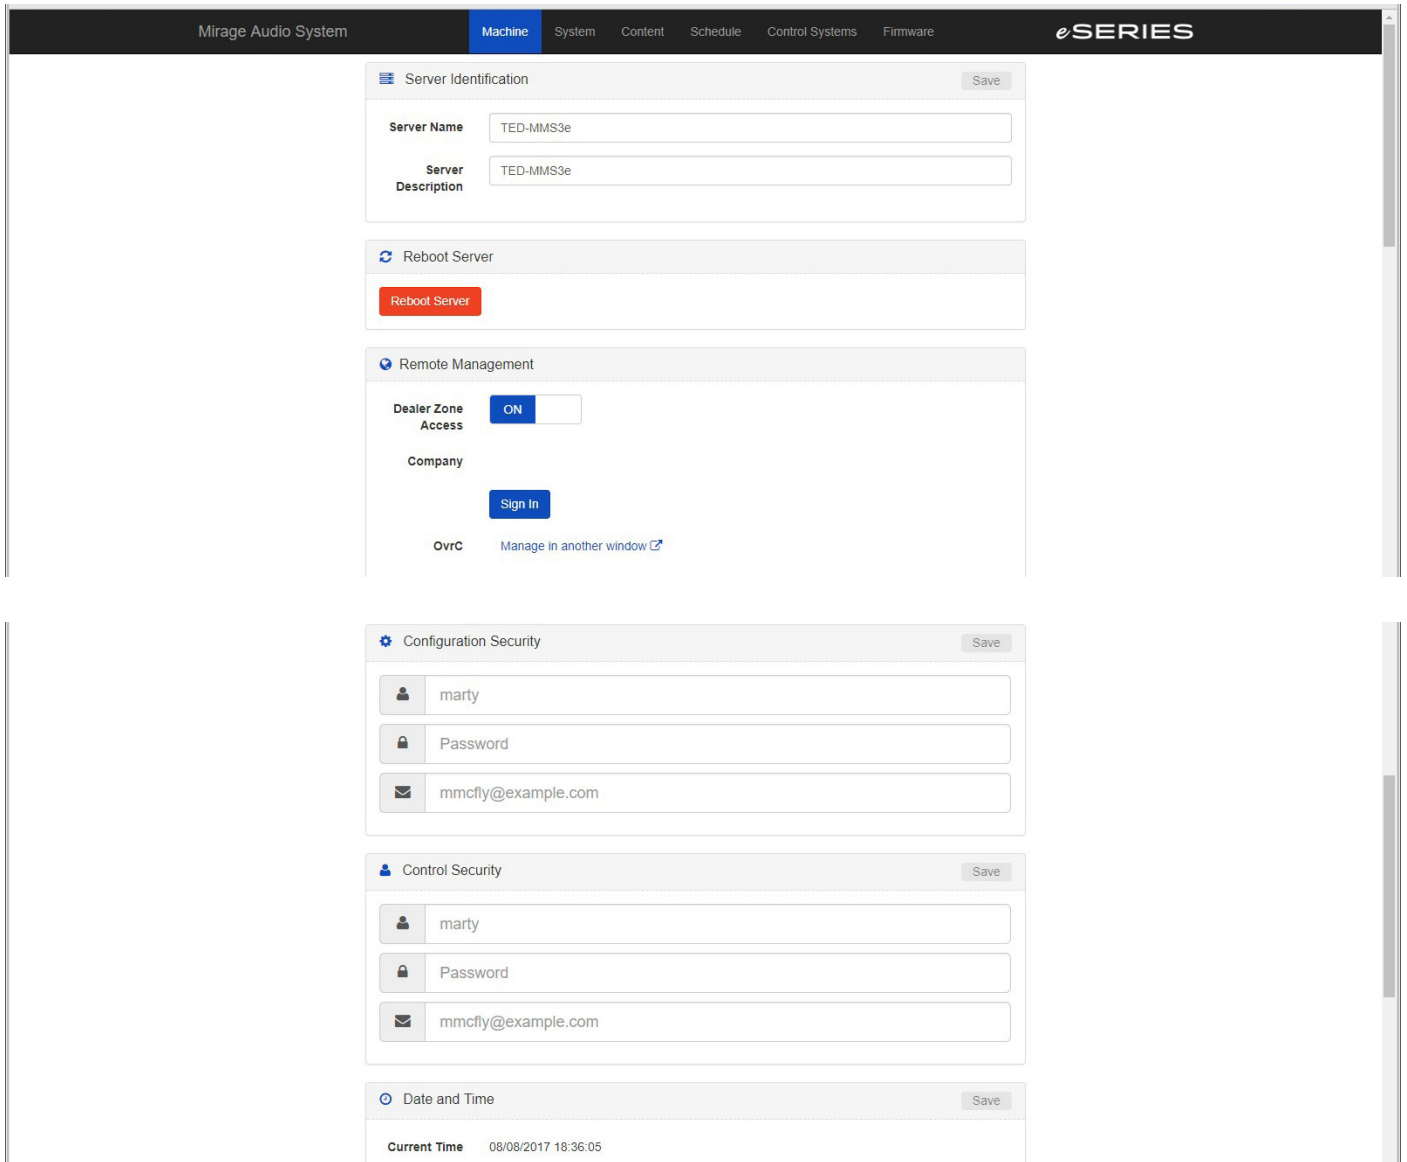 Mirage Audio System Machine System Content Schedule Control Systems Firmware eSERIES
Server Identification Save
Server Name TED-MMS3e
Server Description TED-MMS3e
Reboot Server
Reboot Server
Remote Management
Dealer Zone Access ON
Company
Sign In
OvrC Manage in another window
Configuration Security Save
marty
Password
mmcfly@example.com
Control Security Save
marty
Password
mmcfly@example.com
Date and Time Save
Current Time 08/08/2017 18:36:05